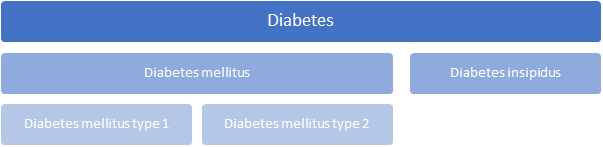 Diabetes
Diabetes mellitus
Diabetes insipidus
Diabetes mellitus type 1
Diabetes mellitus type 2